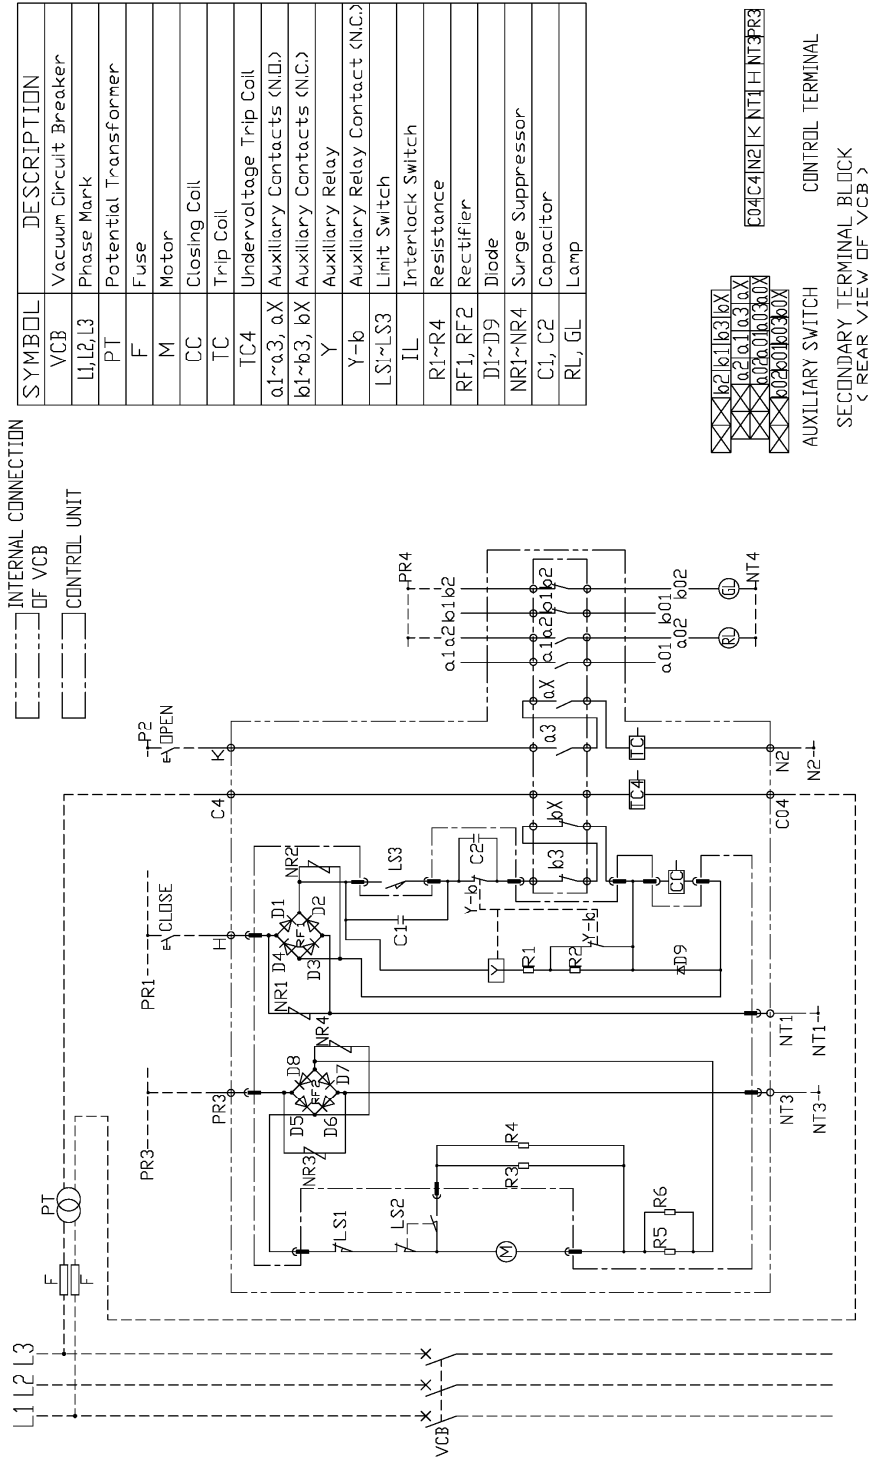 SYMBOL DESCRIPTION
VCB Vacuum Circuit Breaker
L1,L2,L3 Phase Mark
PT Potential Transformer
F Fuse
M Motor
CC Closing Coil
TC Trip Coil
TC4 Undervoltage Trip Coil
a1~a3, aX Auxiliary Contacts (N.O.)
b1~b3, bX Auxiliary Contacts (N.C.)
Y Auxiliary Relay
Y-b Auxiliary Relay Contact (N.C.)
LS1~LS3 Limit Switch
IL Interlock Switch
R1~R4 Resistance
RF1, RF2 Rectifier
D1~D9 Diode
NR1~NR4 Surge Suppressor
C1, C2 Capacitor
RL, GL Lamp
INTERNAL CONNECTION
OF VCB
CONTROL UNIT
C04 C4 N2 K NT1 H NT3 PR3
CONTROL TERMINAL
b2 b1 b3 bX
a2 a1 a3 aX
a02 a01 a03 a0X
b02 b01 b03 b0X
AUXILIARY SWITCH
SECONDARY TERMINAL BLOCK
( REAR VIEW OF VCB )
L1 L2 L3
F
F
PT
VCB
PR3
PR3
PR1
CLOSE
H
C4
P2
OPEN
K
PR4
a1 a2 b1 b2
a1 a2 b1 b2
a01
a02
b01
b02
RL
GL
NT4
NR3
D5
D8
RF2
D6
D7
NR4
NR1
D4
D1
RF1
D3
D2
NR2
LS1
LS2
LS3
C1
C2
Y-b
Y-b
Y
R1
R2
D9
R3
R4
R5
R6
M
b3
bX
a3
aX
CC
TC4
TC
NT3
NT3
NT1
NT1
C04
N2
N2